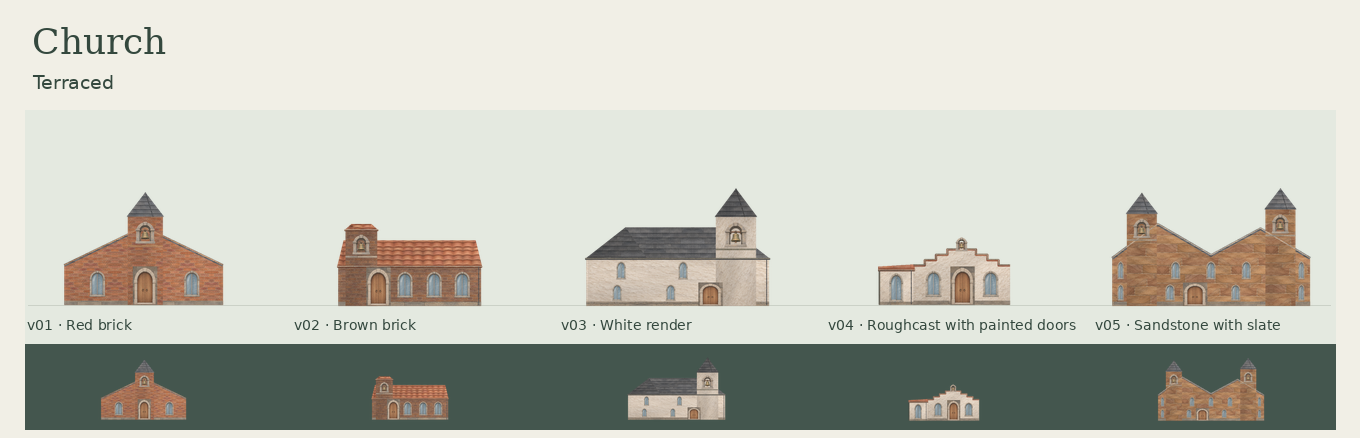 Church
Terraced
v01 · Red brick
v02 · Brown brick
v03 · White render
v04 · Roughcast with painted doors
v05 · Sandstone with slate